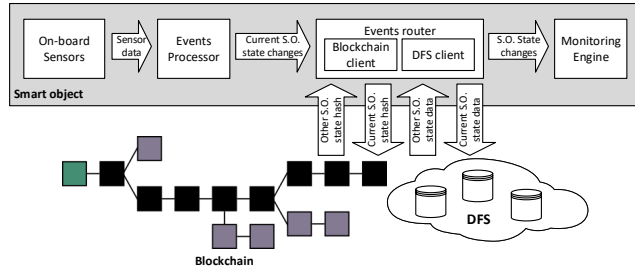 Events router
On-board
Sensors
Sensor
data
Events
Processor
Current S.O.
state changes
Blockchain
client
DFS client
S.O. State
changes
Monitoring
Engine
Smart object
Other S.O.
state hash
Current S.O.
state hash
Other S.O.
state data
Current S.O.
state data
DFS
Blockchain